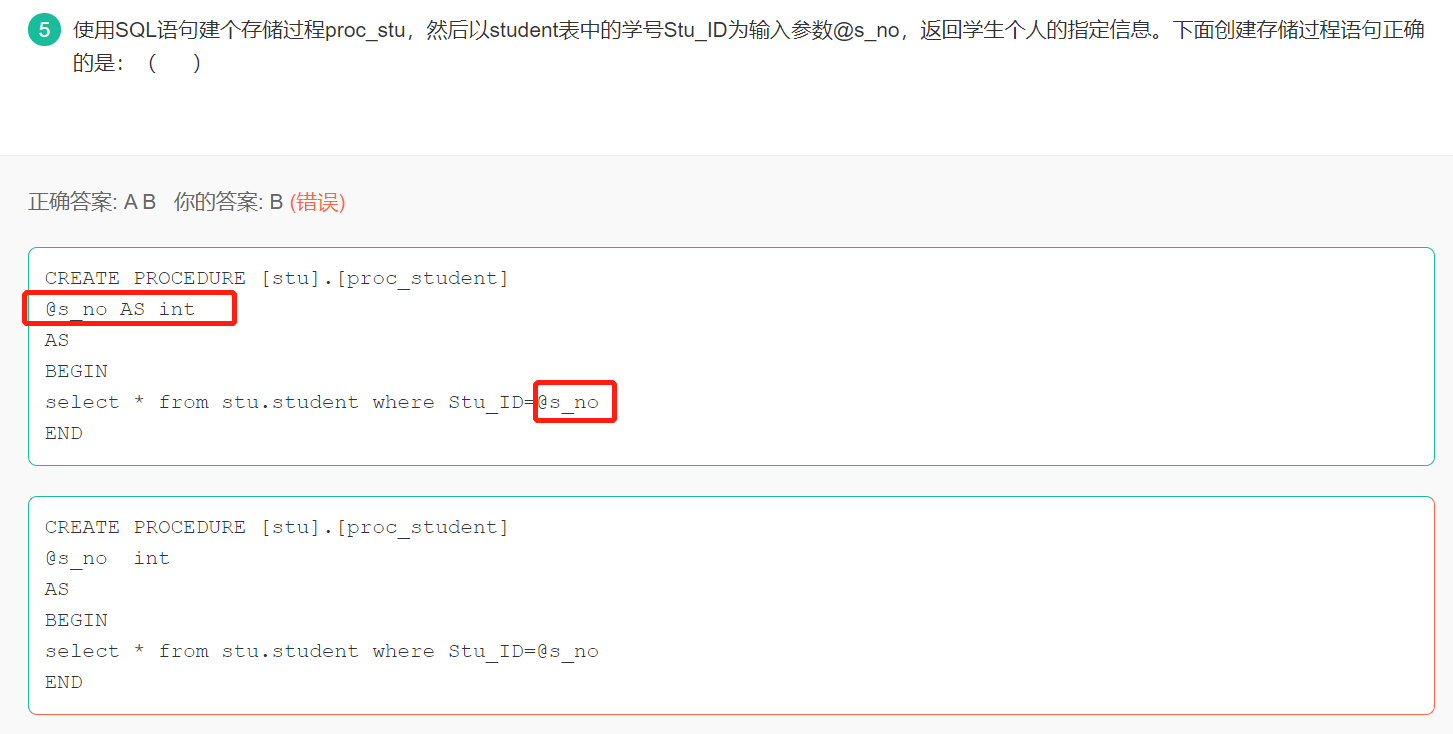 5 使用SQL语句建个存储过程proc_stu，然后以student表中的学号Stu_ID为输入参数@s_no，返回学生个人的指定信息。下面创建存储过程语句正确
的是：（ ）
正确答案: A B 你的答案: B (错误)
CREATE PROCEDURE [stu].[proc_student]
@s_no AS int
AS
BEGIN
select * from stu.student where Stu_ID=@s_no
END
CREATE PROCEDURE [stu].[proc_student]
@s_no int
AS
BEGIN
select * from stu.student where Stu_ID=@s_no
END